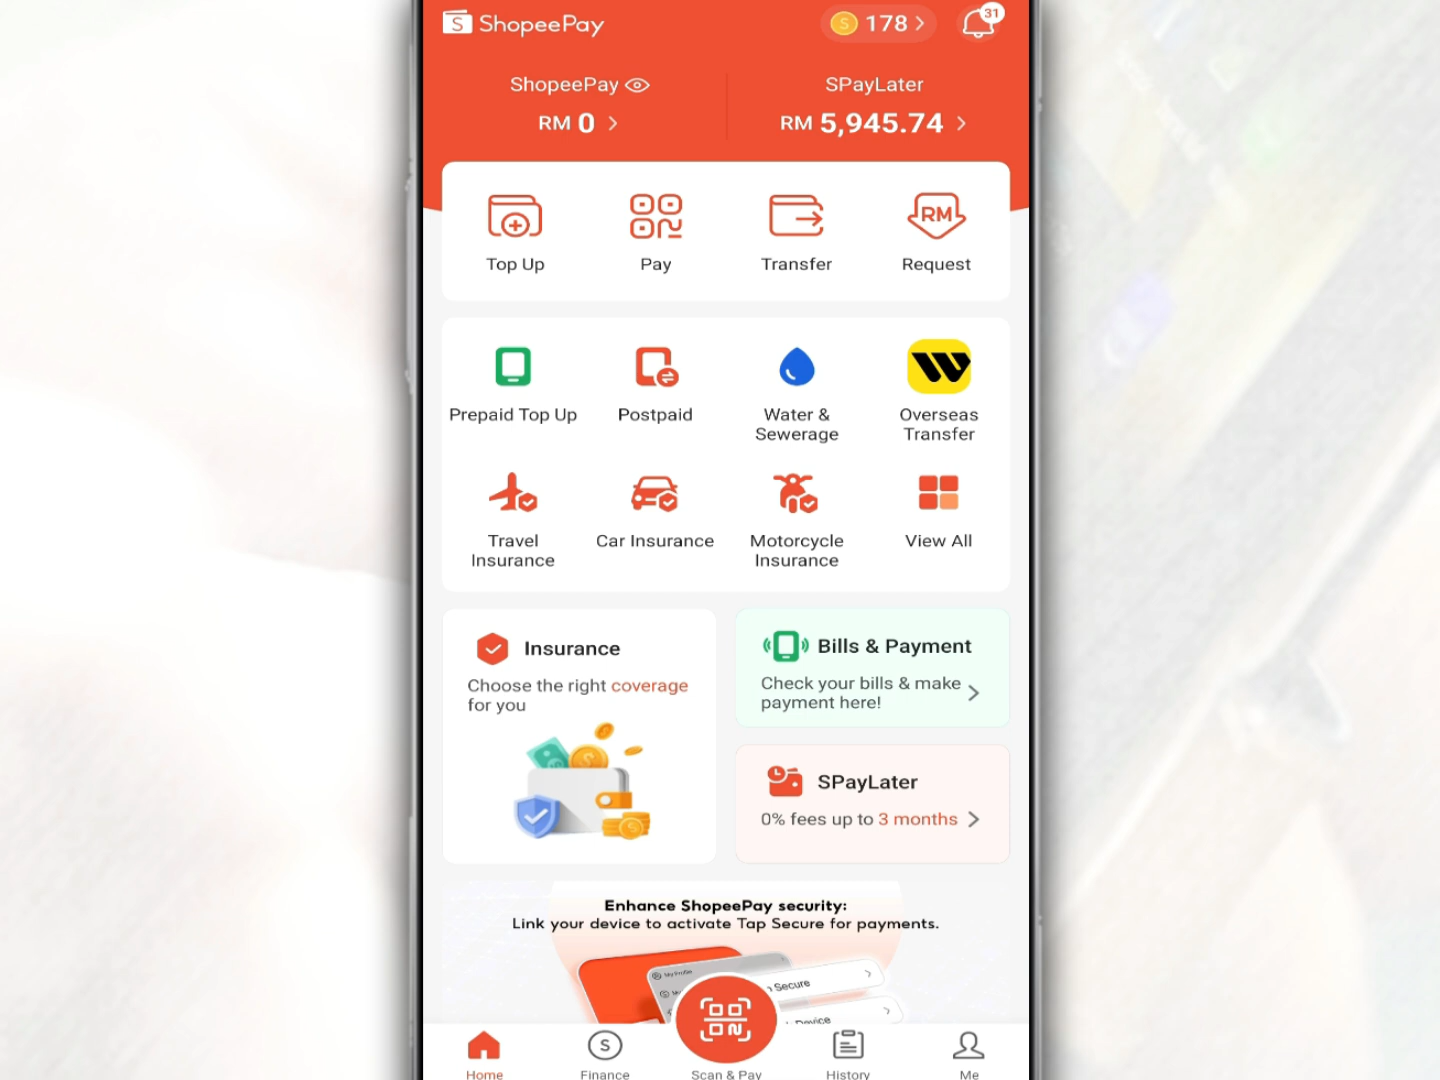 S ShopeePay
S 178 >
31
ShopeePay
RM 0 >
SPayLater
RM 5,945.74 >
Top Up
Pay
Transfer
RM
Request
Prepaid Top Up
Postpaid
Water &
Sewerage
W
Overseas
Transfer
Travel
Insurance
Car Insurance
Motorcycle
Insurance
View All
Insurance
Choose the right coverage
for you
Bills & Payment
Check your bills & make
payment here!
SPayLater
0% fees up to 3 months
Enhance ShopeePay security:
Link your device to activate Tap Secure for payments.
My Profile
Secure
Device
Home
Finance
Scan & Pay
History
Me